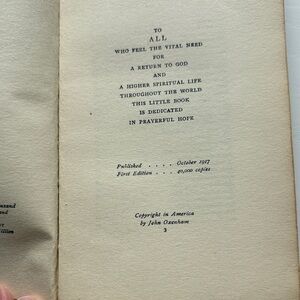 TO
ALL
WHO FEEL THE VITAL NEED
FOR
A RETURN TO GOD
AND
A HIGHER SPIRITUAL LIFE
THROUGHOUT THE WORLD
THIS LITTLE BOOK
IS DEDICATED
IN PRAYERFUL HOPE
Published . . . . October 1917
First Edition . . . 40,000 copies
Copyright in America
by John Oxenham
3